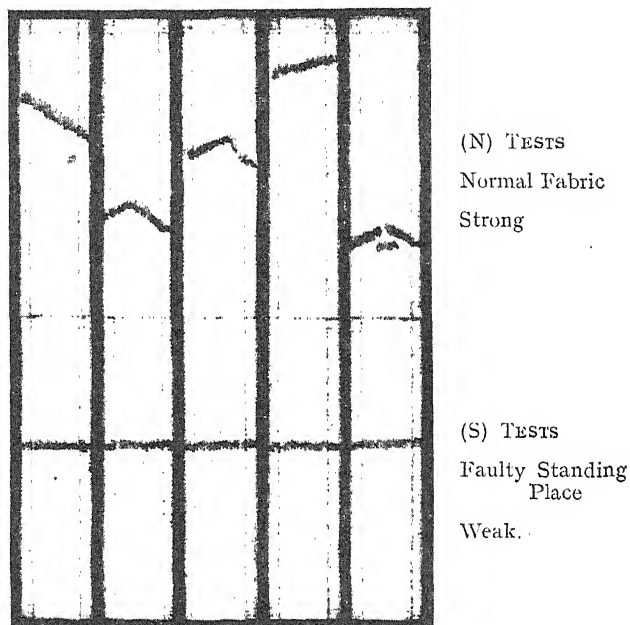 (N) TESTS
Normal Fabric
Strong
(S) TESTS
Faulty Standing
Place
Weak.